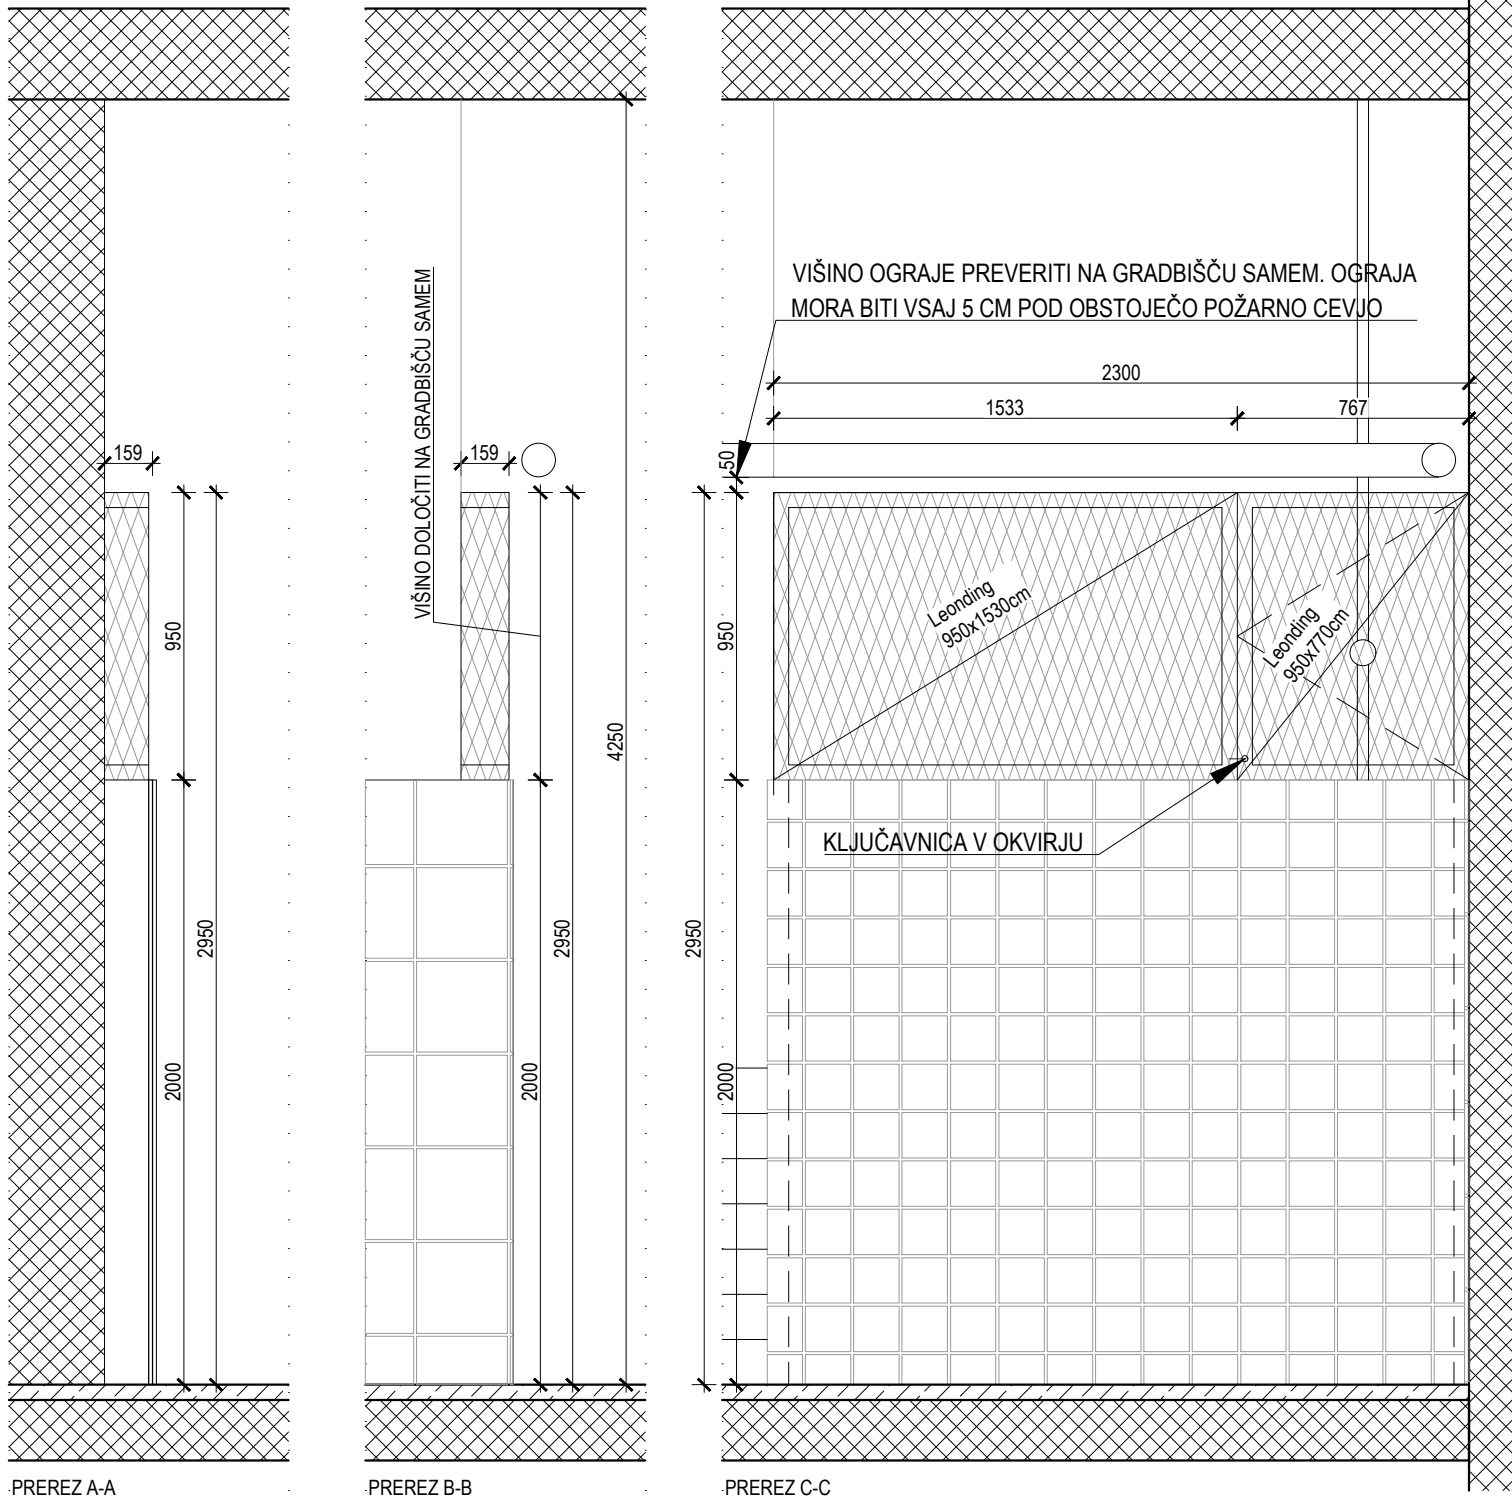 VIŠINO OGRAJE PREVERITI NA GRADBIŠČU SAMEM. OGRAJA
MORA BITI VSAJ 5 CM POD OBSTOJEČO POŽARNO CEVJO
2300
1533
767
159
159
50
VIŠINO DOLOČITI NA GRADBIŠČU SAMEM
950
950
Leonding
950x1530cm
Leonding
950x770cm
4250
KLJUČAVNICA V OKVIRJU
2950
2950
2950
2000
2000
2000
PREREZ A-A
PREREZ B-B
PREREZ C-C